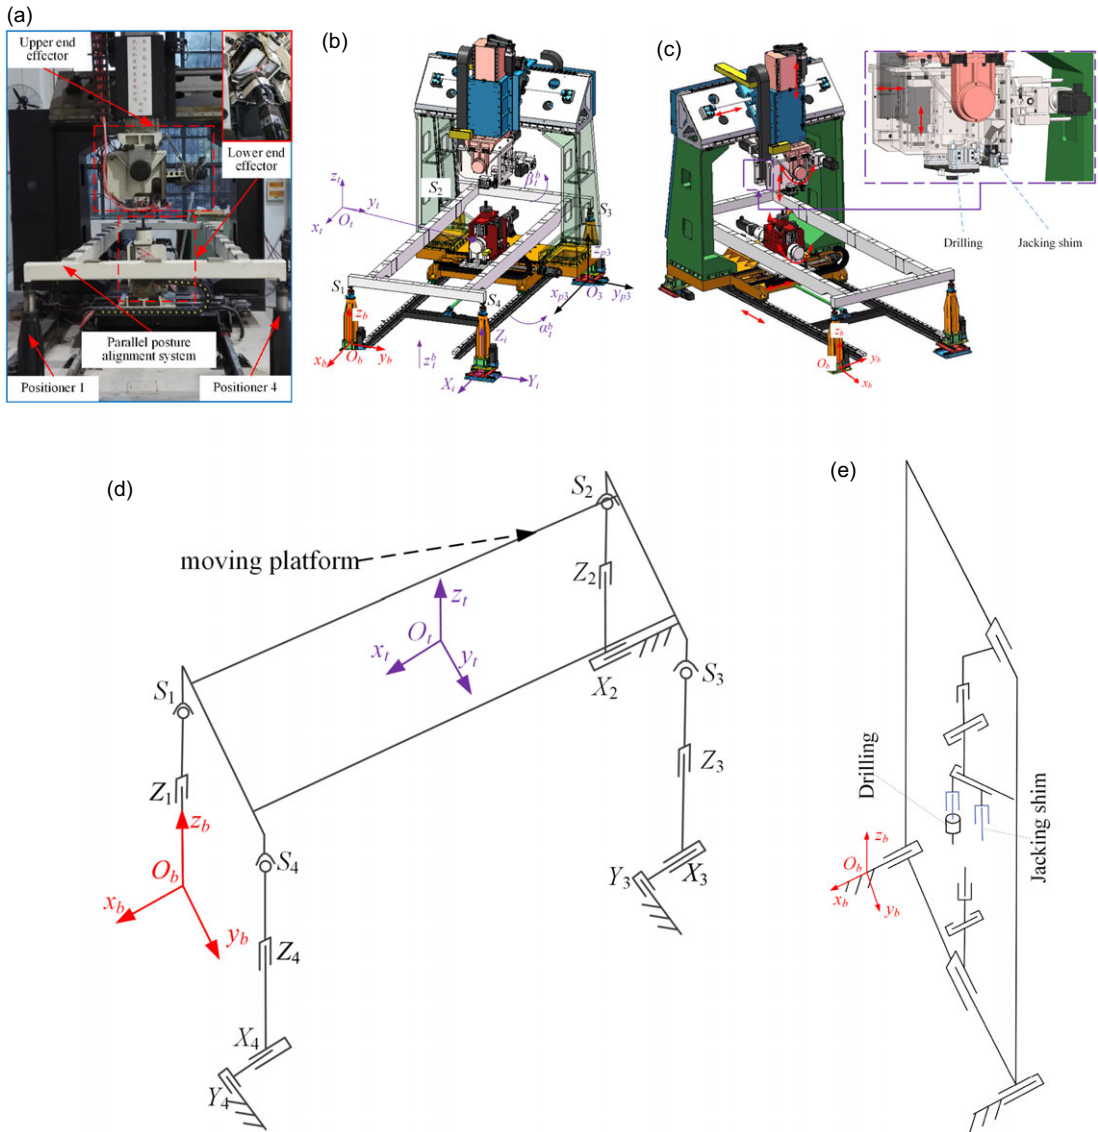 (a)
Upper end
effector
Lower end
effector
Parallel posture
alignment system
Positioner 1
Positioner 4
(b)
z_t
y_t
x_t
O_t
S_2
β_t^b
S_3
z_p3
x_p3
O_3
y_p3
S_1
S_4
z_b
x_b
O_b
y_b
Z_i
α_t^b
z_t^b
X_i
Y_i
(c)
Drilling
Jacking shim
z_b
O_b
y_b
x_b
(d)
moving platform
S_2
Z_2
X_2
z_t
O_t
x_t
y_t
S_1
Z_1
z_b
O_b
x_b
y_b
S_3
Z_3
Y_3
X_3
S_4
Z_4
X_4
Y_4
(e)
Drilling
Jacking shim
z_b
O_b
x_b
y_b